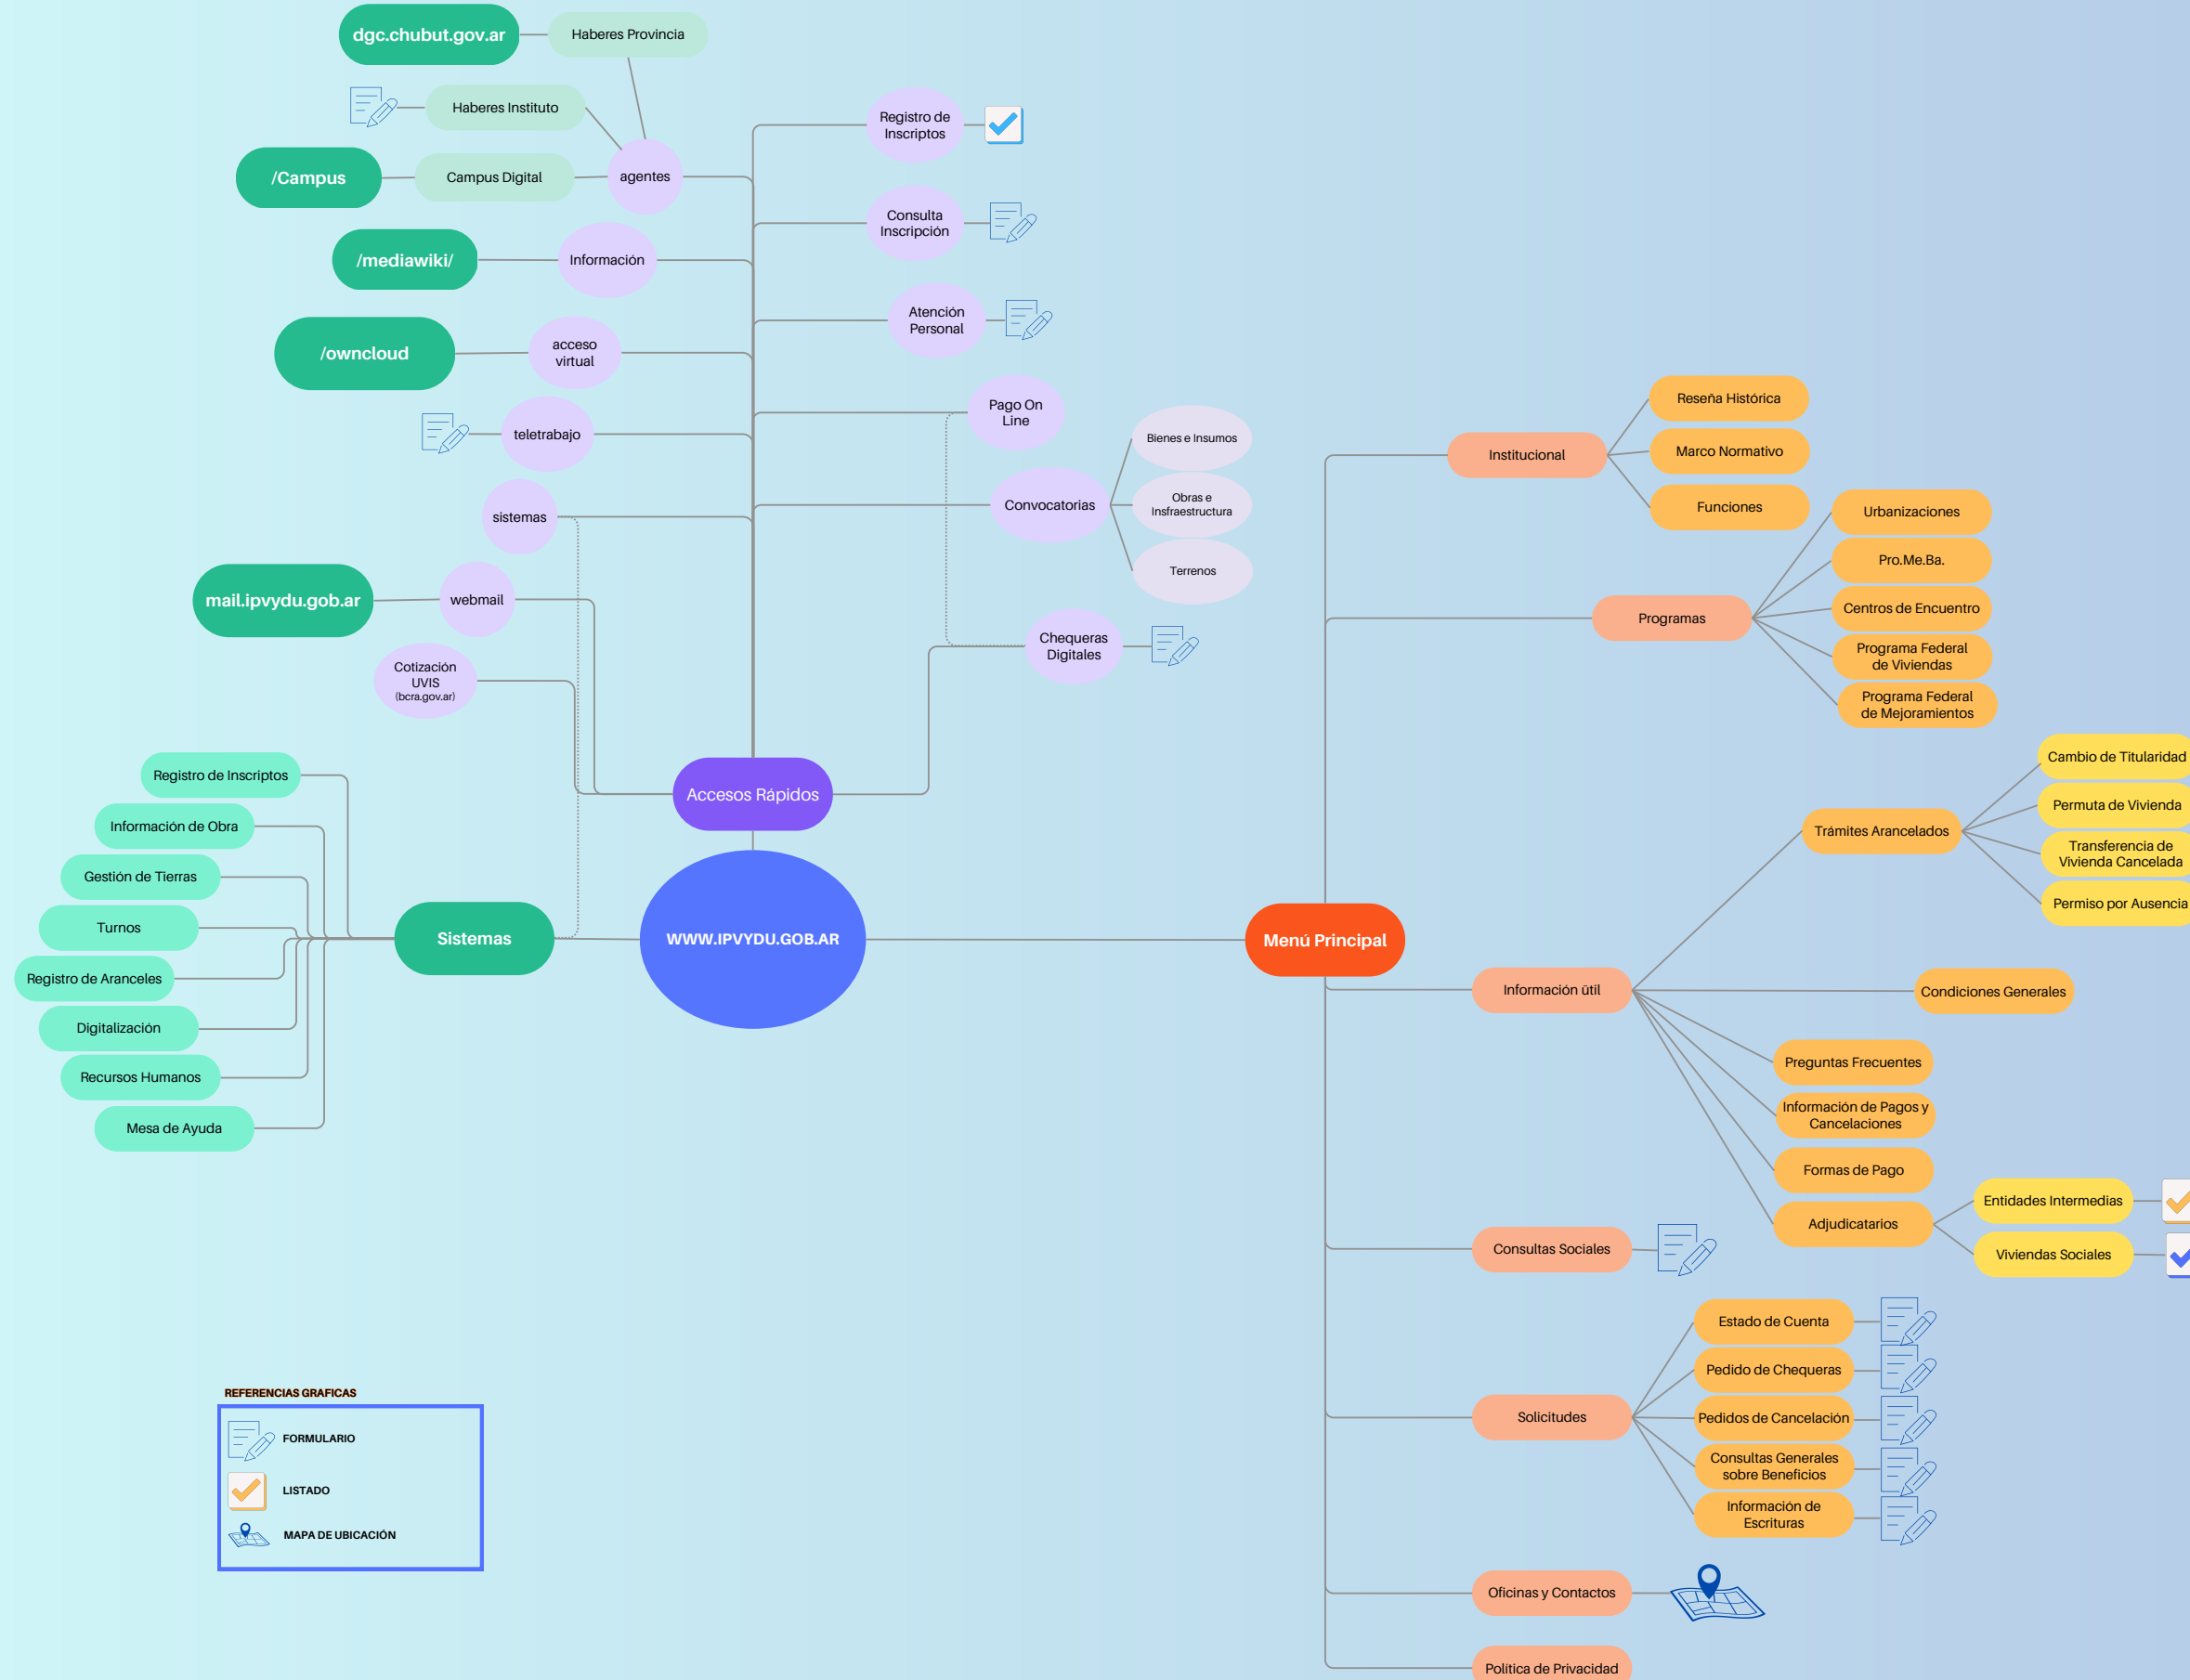 dgc.chubut.gov.ar
Haberes Provincia
Haberes Instituto
/Campus
Campus Digital
agentes
/mediawiki/
Información
/owncloud
acceso
virtual
teletrabajo
sistemas
mail.ipvydu.gob.ar
webmail
Cotización
UVIS
(bcra.gov.ar)
Registro de
Inscriptos
Consulta
Inscripción
Atención
Personal
Pago On
Line
Convocatorias
Bienes e Insumos
Obras e
Insfraestructura
Terrenos
Chequeras
Digitales
Accesos Rápidos
WWW.IPVYDU.GOB.AR
Sistemas
Registro de Inscriptos
Información de Obra
Gestión de Tierras
Turnos
Registro de Aranceles
Digitalización
Recursos Humanos
Mesa de Ayuda
Menú Principal
Institucional
Reseña Histórica
Marco Normativo
Funciones
Programas
Urbanizaciones
Pro.Me.Ba.
Centros de Encuentro
Programa Federal
de Viviendas
Programa Federal
de Mejoramientos
Información ütil
Trámites Arancelados
Cambio de Titularidad
Permuta de Vivienda
Transferencia de
Vivienda Cancelada
Permiso por Ausencia
Condiciones Generales
Preguntas Frecuentes
Información de Pagos y
Cancelaciones
Formas de Pago
Adjudicatarios
Entidades Intermedias
Viviendas Sociales
Consultas Sociales
Solicitudes
Estado de Cuenta
Pedido de Chequeras
Pedidos de Cancelación
Consultas Generales
sobre Beneficios
Información de
Escrituras
Oficinas y Contactos
Política de Privacidad
REFERENCIAS GRAFICAS
FORMULARIO
LISTADO
MAPA DE UBICACIÓN